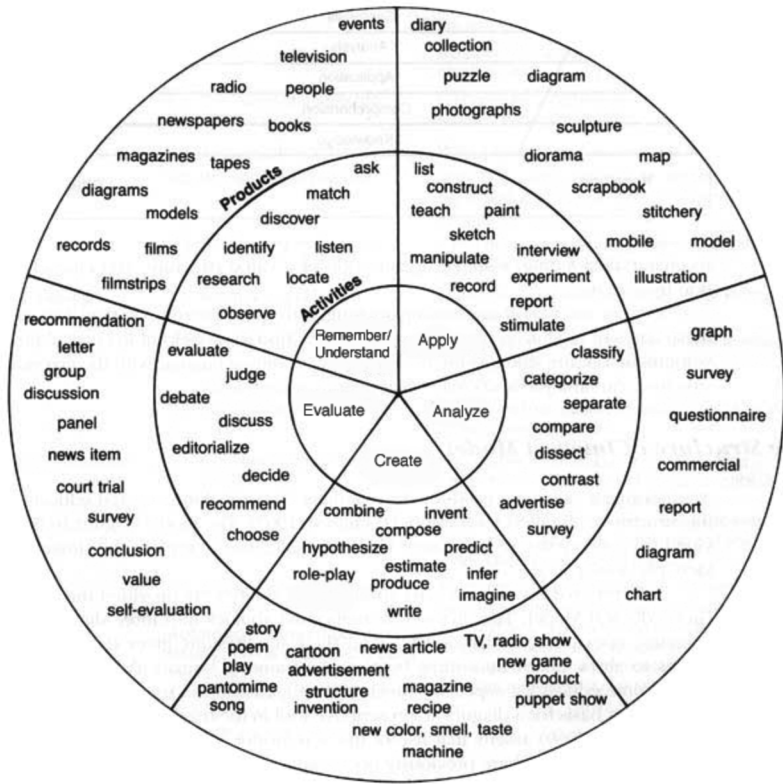 events
television
radio
people
newspapers
books
magazines
tapes
diagrams
models
records
films
filmstrips
Products
ask
match
discover
identify
listen
research
locate
observe
Activities
Remember/
Understand
diary
collection
puzzle
diagram
photographs
sculpture
diorama
map
scrapbook
stitchery
mobile
model
illustration
list
construct
teach
paint
sketch
manipulate
interview
experiment
record
report
stimulate
Apply
graph
survey
questionnaire
commercial
report
diagram
chart
classify
categorize
separate
compare
dissect
contrast
advertise
survey
Analyze
Create
combine
invent
compose
hypothesize
predict
estimate
role-play
produce
infer
imagine
write
story
poem
cartoon
news article
TV, radio show
play
advertisement
new game
pantomime
structure
magazine
product
song
invention
recipe
puppet show
new color, smell, taste
machine
Evaluate
evaluate
judge
debate
discuss
editorialize
decide
recommend
choose
recommendation
letter
group
discussion
panel
news item
court trial
survey
conclusion
value
self-evaluation